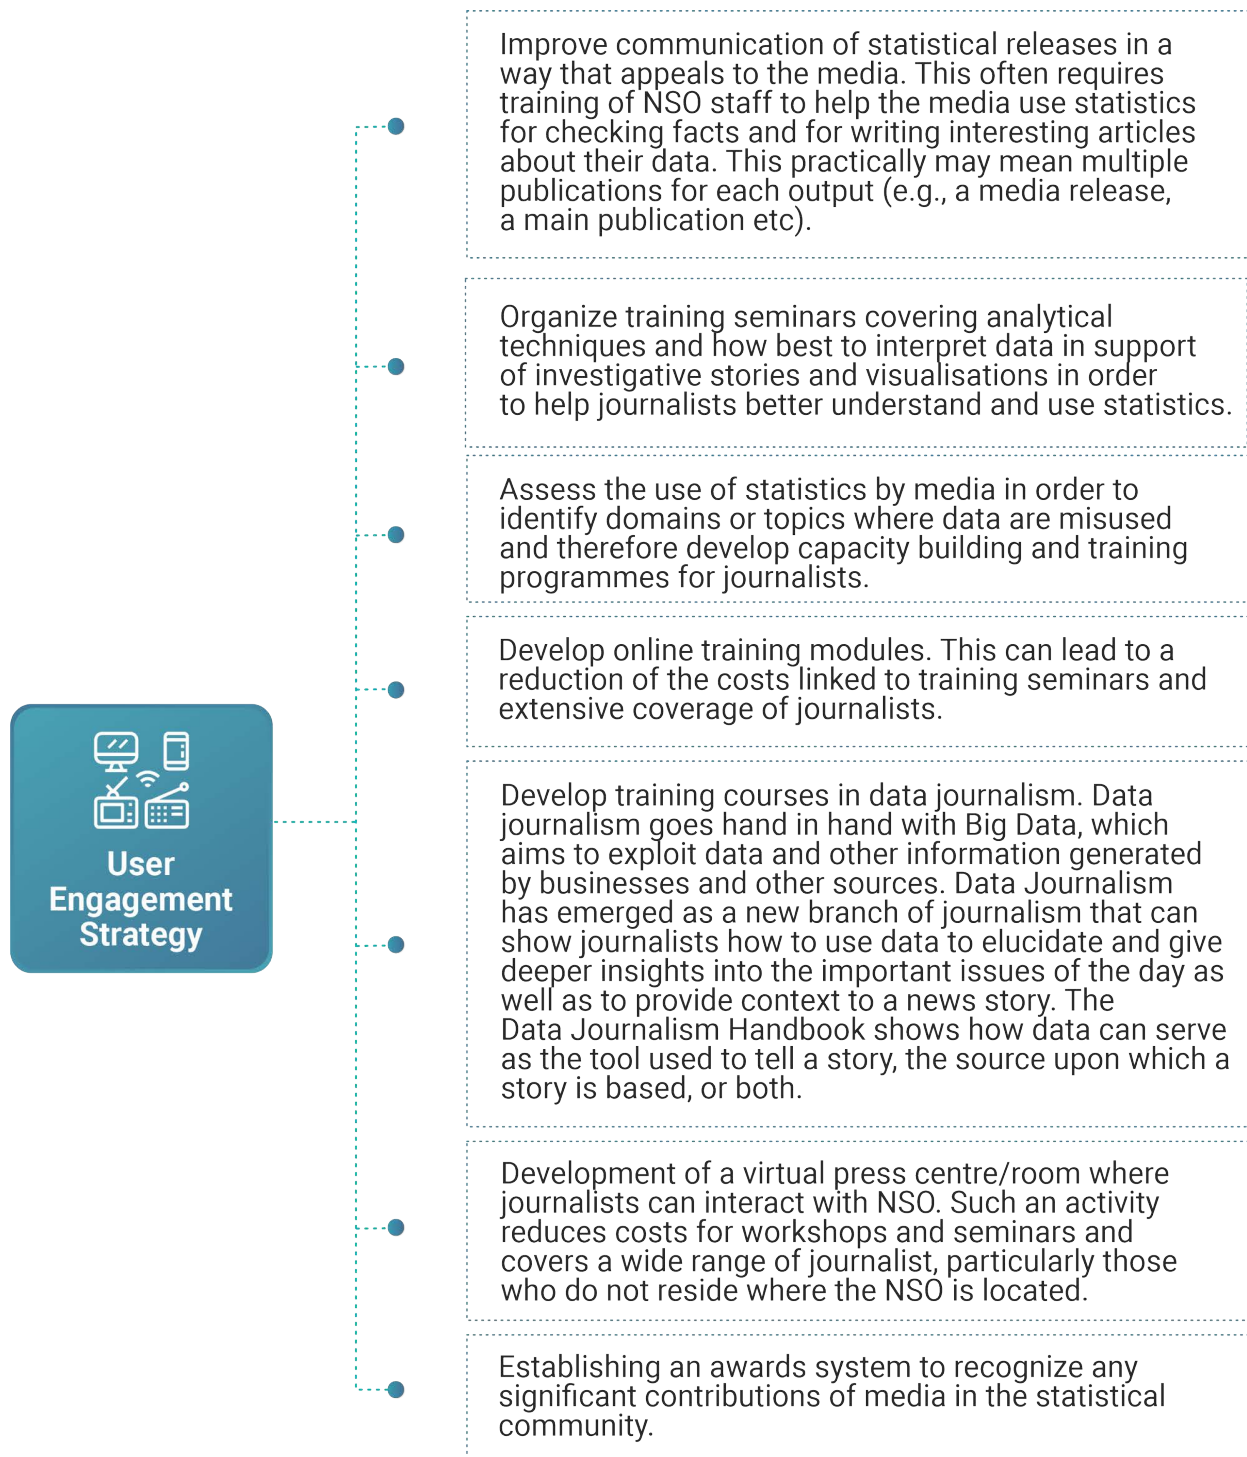 Improve communication of statistical releases in a
way that appeals to the media. This often requires
training of NSO staff to help the media use statistics
for checking facts and for writing interesting articles
about their data. This practically may mean multiple
publications for each output (e.g., a media release,
a main publication etc).
Organize training seminars covering analytical
techniques and how best to interpret data in support
of investigative stories and visualisations in order
to help journalists better understand and use statistics.
Assess the use of statistics by media in order to
identify domains or topics where data are misused
and therefore develop capacity building and training
programmes for journalists.
Develop online training modules. This can lead to a
reduction of the costs linked to training seminars and
extensive coverage of journalists.
User
Engagement
Strategy
Develop training courses in data journalism. Data
journalism goes hand in hand with Big Data, which
aims to exploit data and other information generated
by businesses and other sources. Data Journalism
has emerged as a new branch of journalism that can
show journalists how to use data to elucidate and give
deeper insights into the important issues of the day as
well as to provide context to a news story. The
Data Journalism Handbook shows how data can serve
as the tool used to tell a story, the source upon which a
story is based, or both.
Development of a virtual press centre/room where
journalists can interact with NSO. Such an activity
reduces costs for workshops and seminars and
covers a wide range of journalist, particularly those
who do not reside where the NSO is located.
Establishing an awards system to recognize any
significant contributions of media in the statistical
community.